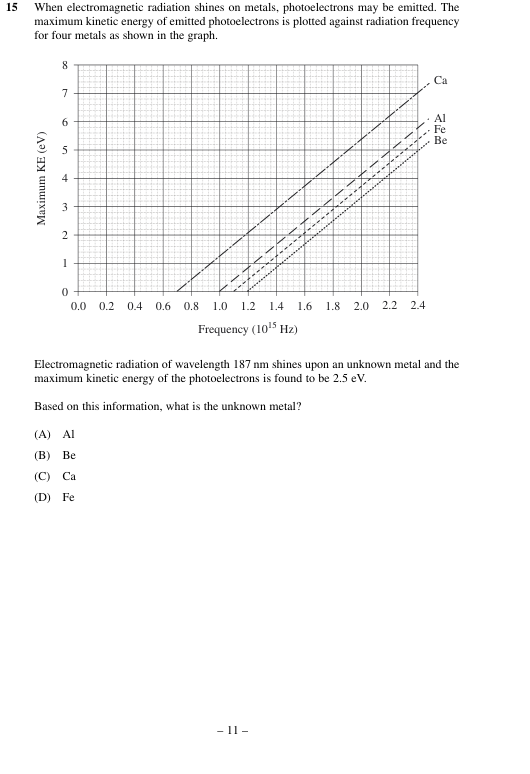 15 When electromagnetic radiation shines on metals, photoelectrons may be emitted. The
maximum kinetic energy of emitted photoelectrons is plotted against radiation frequency
for four metals as shown in the graph.
8
7
6
5
4
3
2
1
0
Maximum KE (eV)
Ca
Al
Fe
Be
0.0 0.2 0.4 0.6 0.8 1.0 1.2 1.4 1.6 1.8 2.0 2.2 2.4
Frequency (10¹⁵ Hz)
Electromagnetic radiation of wavelength 187 nm shines upon an unknown metal and the
maximum kinetic energy of the photoelectrons is found to be 2.5 eV.
Based on this information, what is the unknown metal?
(A) Al
(B) Be
(C) Ca
(D) Fe
– 11 –